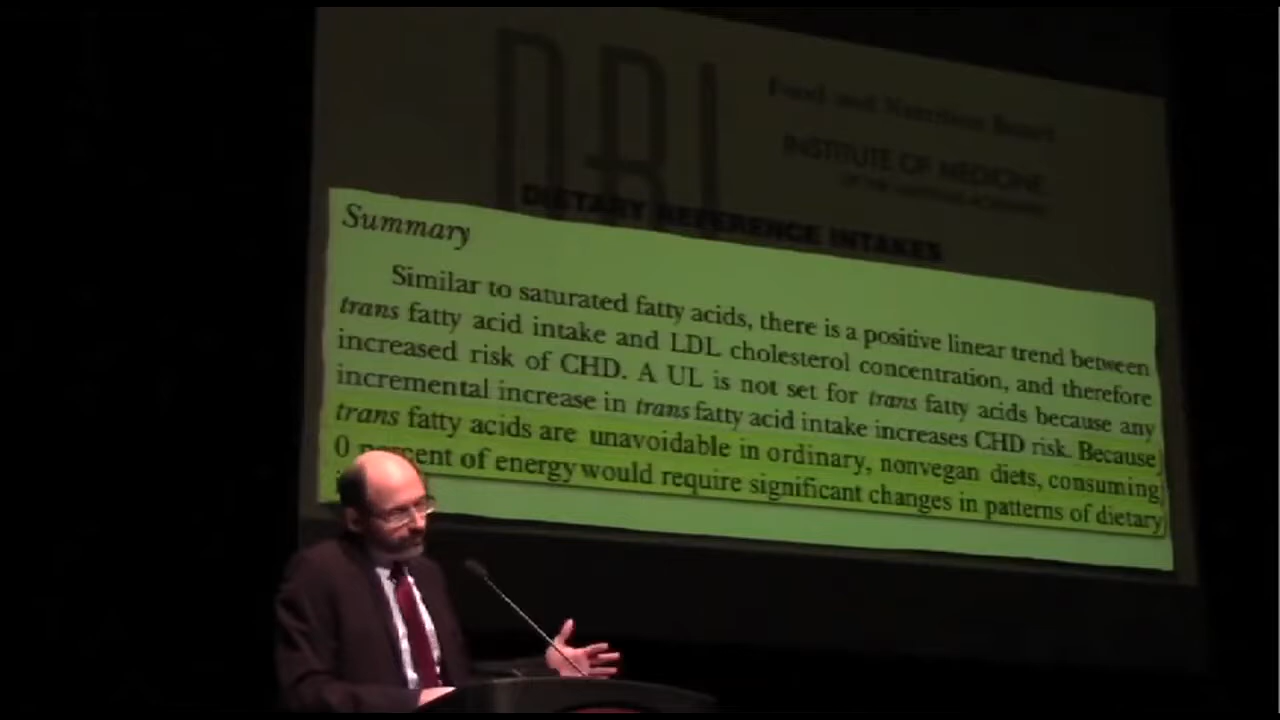 DRI
Food and Nutrition Board
INSTITUTE OF MEDICINE
DIETARY REFERENCE INTAKES
Summary
Similar to saturated fatty acids, there is a positive linear trend between
trans fatty acid intake and LDL cholesterol concentration, and therefore
increased risk of CHD. A UL is not set for trans fatty acids because any
incremental increase in trans fatty acid intake increases CHD risk. Because
trans fatty acids are unavoidable in ordinary, nonvegan diets, consuming
0 percent of energy would require significant changes in patterns of dietary